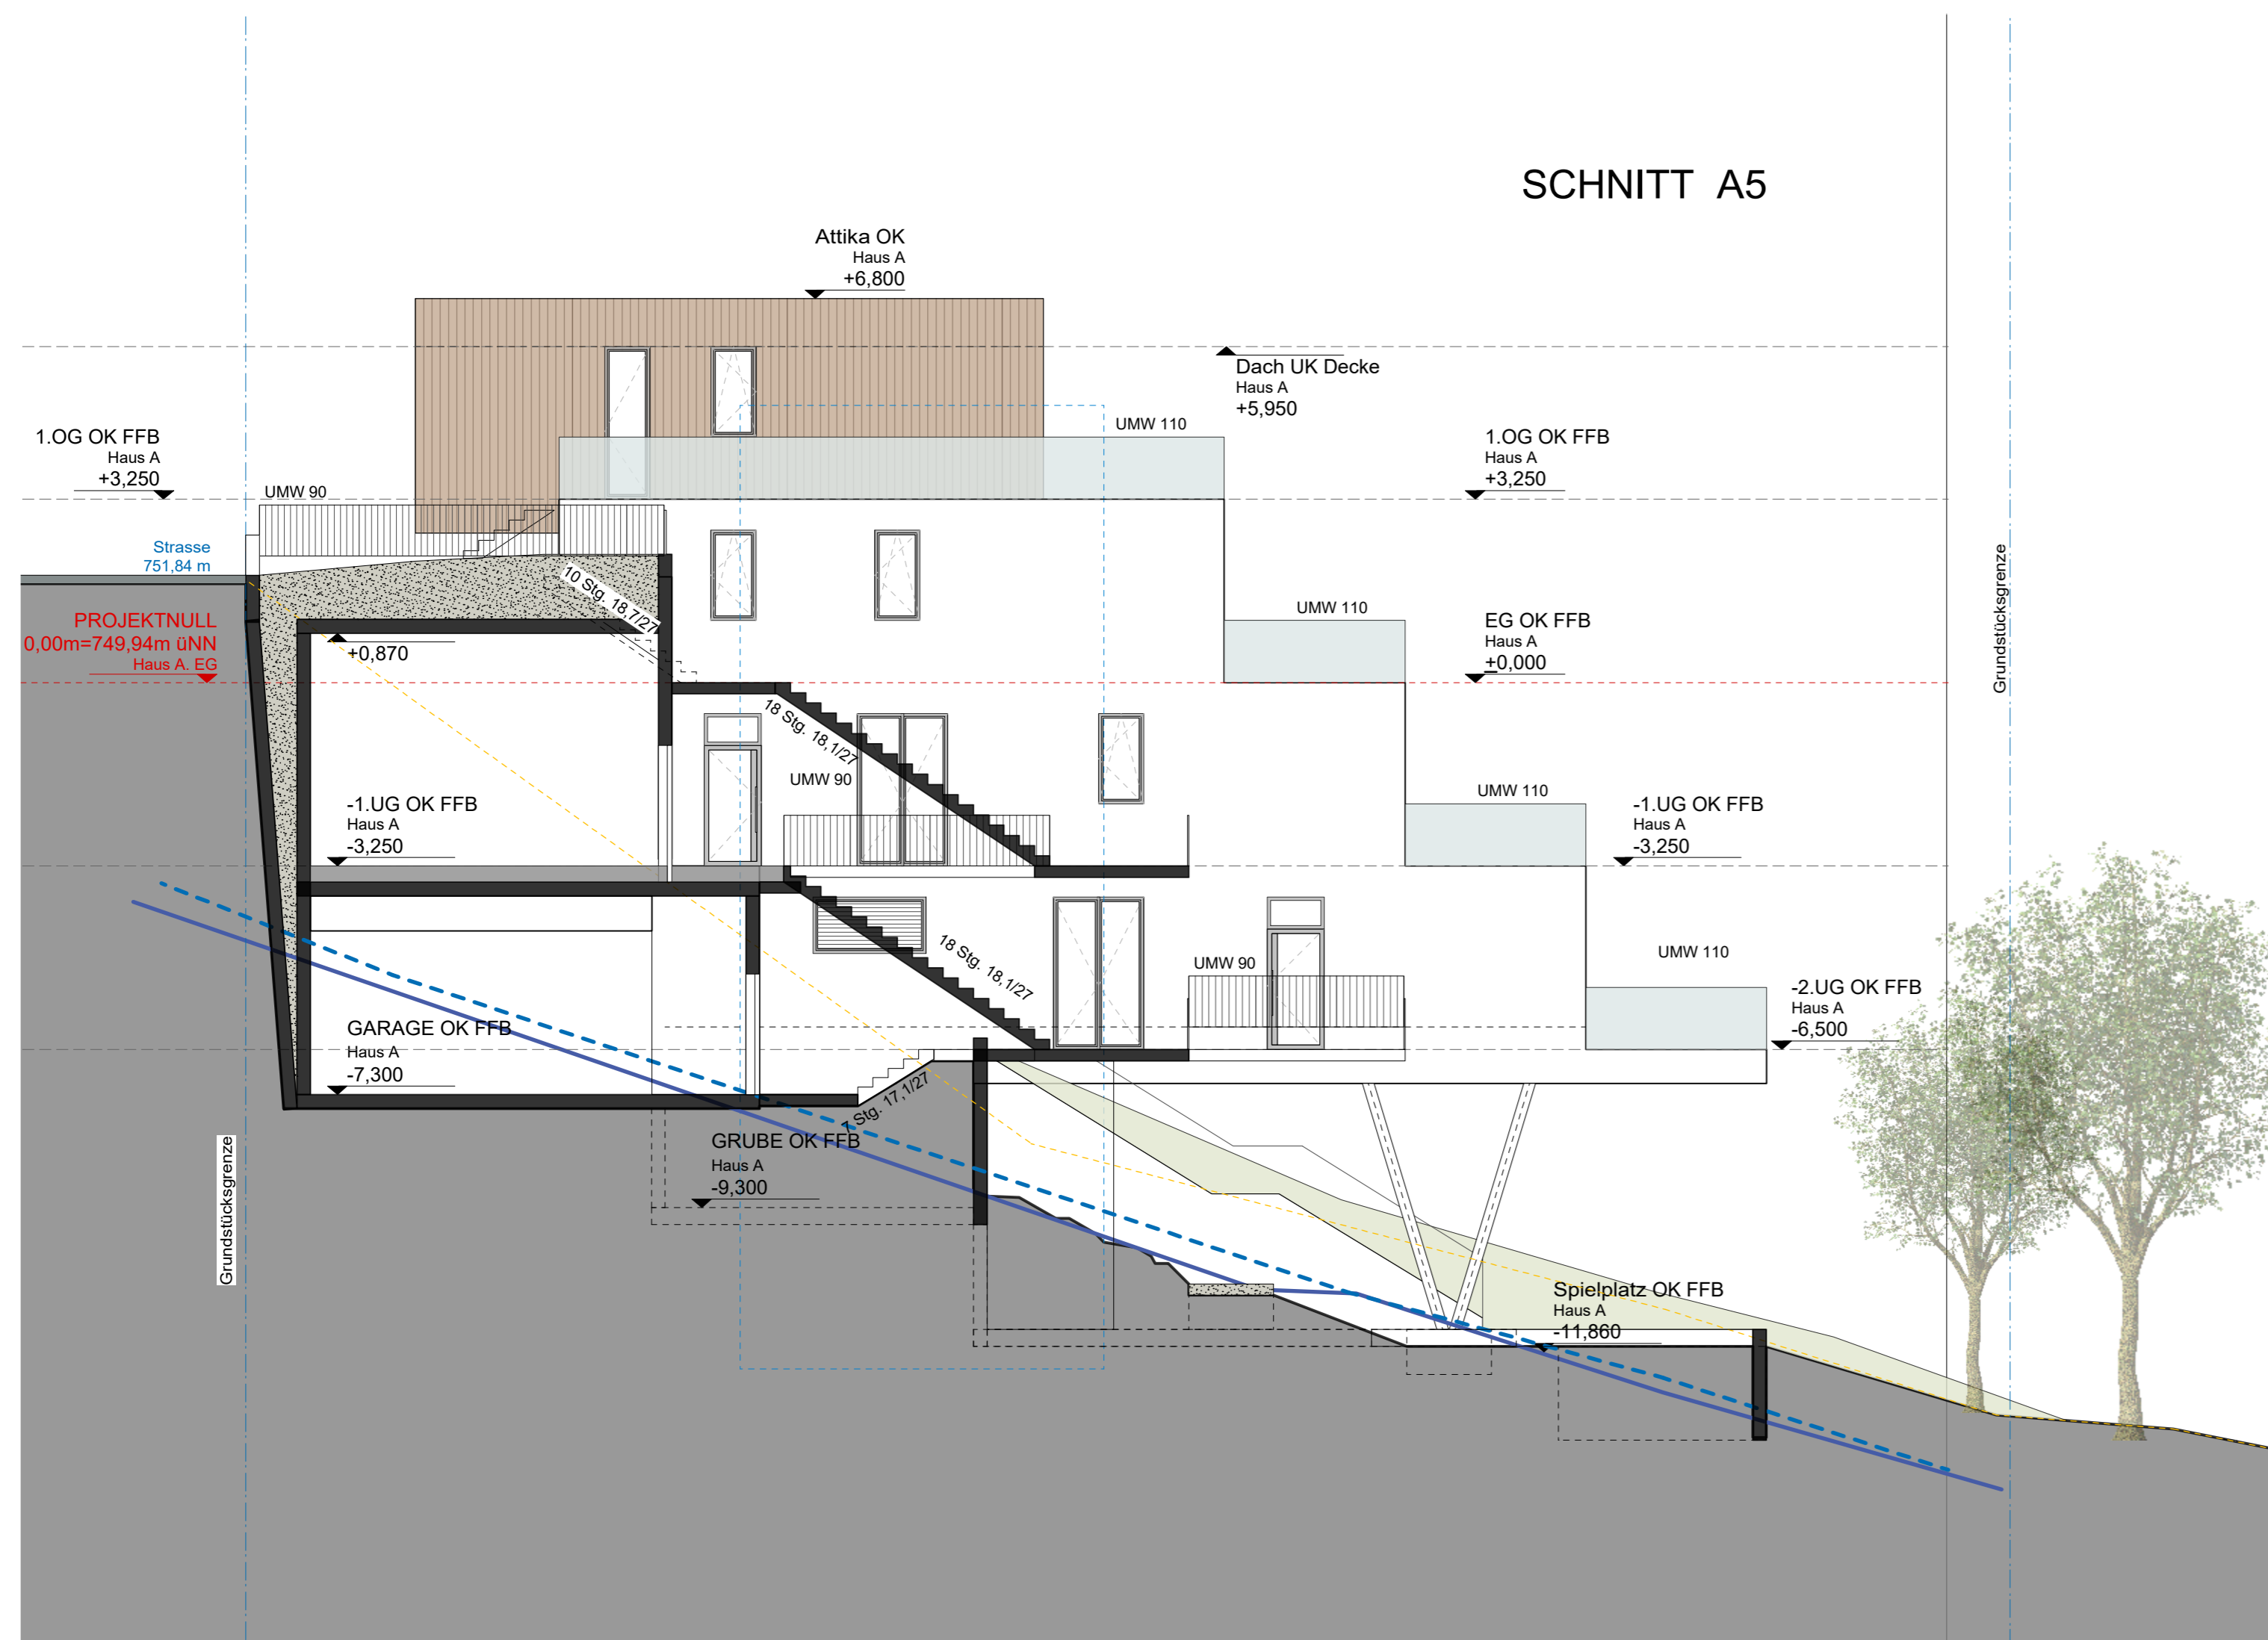 SCHNITT A5
Attika OK
Haus A
+6,800
Dach UK Decke
Haus A
+5,950
UMW 110
1.OG OK FFB
Haus A
+3,250
1.OG OK FFB
Haus A
+3,250
UMW 90
Strasse
751,84 m
10 Stg. 18,7/27
PROJEKTNULL
0,00m=749,94m üNN
Haus A. EG
+0,870
UMW 110
EG OK FFB
Haus A
+0,000
Grundstücksgrenze
18 Stg. 18,1/27
UMW 90
UMW 110
-1.UG OK FFB
Haus A
-3,250
-1.UG OK FFB
Haus A
-3,250
18 Stg. 18,1/27
UMW 90
UMW 110
-2.UG OK FFB
Haus A
-6,500
GARAGE OK FFB
Haus A
-7,300
7 Stg. 17,1/27
GRUBE OK FFB
Haus A
-9,300
Grundstücksgrenze
Spielplatz OK FFB
Haus A
-11,860